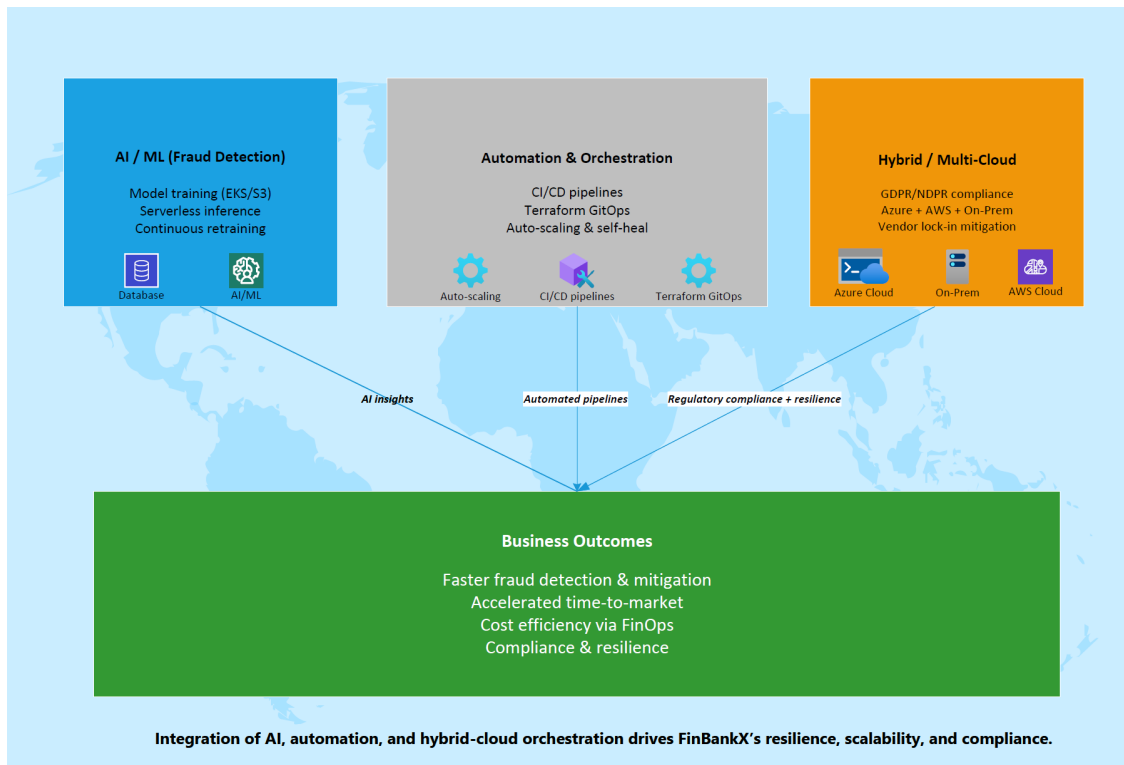 AI / ML (Fraud Detection)
Model training (EKS/S3)
Serverless inference
Continuous retraining
Database
AI/ML
Automation & Orchestration
CI/CD pipelines
Terraform GitOps
Auto-scaling & self-heal
Auto-scaling
CI/CD pipelines
Terraform GitOps
Hybrid / Multi-Cloud
GDPR/NDPR compliance
Azure + AWS + On-Prem
Vendor lock-in mitigation
Azure Cloud
On-Prem
AWS Cloud
AI insights
Automated pipelines
Regulatory compliance + resilience
Business Outcomes
Faster fraud detection & mitigation
Accelerated time-to-market
Cost efficiency via FinOps
Compliance & resilience
Integration of AI, automation, and hybrid-cloud orchestration drives FinBankX’s resilience, scalability, and compliance.